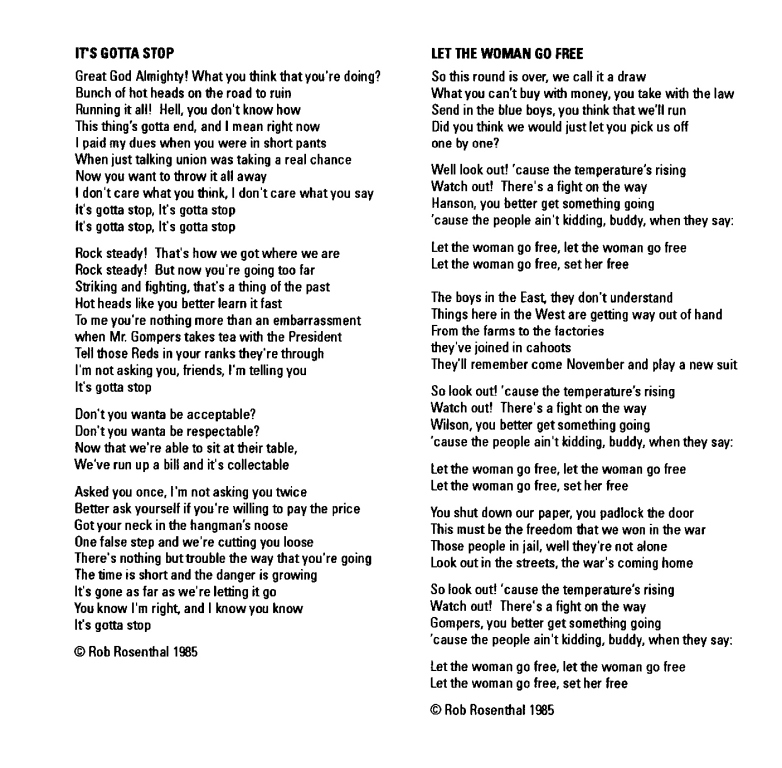 IT'S GOTTA STOP
Great God Almighty! What you think that you're doing?
Bunch of hot heads on the road to ruin
Running it all! Hell, you don't know how
This thing's gotta end, and I mean right now
I paid my dues when you were in short pants
When just talking union was taking a real chance
Now you want to throw it all away
I don't care what you think, I don't care what you say
It's gotta stop, It's gotta stop
It's gotta stop, It's gotta stop

Rock steady! That's how we got where we are
Rock steady! But now you're going too far
Striking and fighting, that's a thing of the past
Hot heads like you better learn it fast
To me you're nothing more than an embarrassment
when Mr. Gompers takes tea with the President
Tell those Reds in your ranks they're through
I'm not asking you, friends, I'm telling you
It's gotta stop

Don't you wanta be acceptable?
Don't you wanta be respectable?
Now that we're able to sit at their table,
We've run up a bill and it's collectable

Asked you once, I'm not asking you twice
Better ask yourself if you're willing to pay the price
Got your neck in the hangman's noose
One false step and we're cutting you loose
There's nothing but trouble the way that you're going
The time is short and the danger is growing
It's gone as far as we're letting it go
You know I'm right, and I know you know
It's gotta stop

© Rob Rosenthal 1985

LET THE WOMAN GO FREE
So this round is over, we call it a draw
What you can't buy with money, you take with the law
Send in the blue boys, you think that we'll run
Did you think we would just let you pick us off
one by one?

Well look out! 'cause the temperature's rising
Watch out! There's a fight on the way
Hanson, you better get something going
'cause the people ain't kidding, buddy, when they say:

Let the woman go free, let the woman go free
Let the woman go free, set her free

The boys in the East, they don't understand
Things here in the West are getting way out of hand
From the farms to the factories
they've joined in cahoots
They'll remember come November and play a new suit

So look out! 'cause the temperature's rising
Watch out! There's a fight on the way
Wilson, you better get something going
'cause the people ain't kidding, buddy, when they say:

Let the woman go free, let the woman go free
Let the woman go free, set her free

You shut down our paper, you padlock the door
This must be the freedom that we won in the war
Those people in jail, well they're not alone
Look out in the streets, the war's coming home

So look out! 'cause the temperature's rising
Watch out! There's a fight on the way
Gompers, you better get something going
'cause the people ain't kidding, buddy, when they say:

Let the woman go free, let the woman go free
Let the woman go free, set her free

© Rob Rosenthal 1985